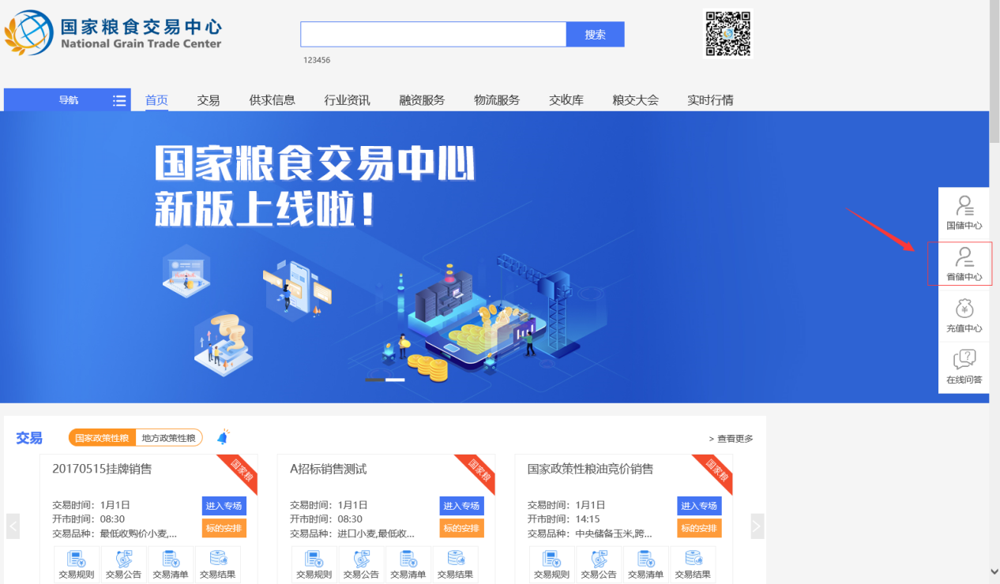 国家粮食交易中心
National Grain Trade Center
搜索
123456
导航 首页 交易 供求信息 行业资讯 融资服务 物流服务 交收库 粮交大会 实时行情
国家粮食交易中心
新版上线啦!
国储中心
省储中心
充值中心
在线问答
交易 国家政策性粮 地方政策性粮 > 查看更多
20170515挂牌销售 国家粮
交易时间：1月1日 进入专场
开市时间：08:30
交易品种：最低收购价小麦,... 标的安排
交易规则 交易公告 交易清单 交易结果
A招标销售测试 国家粮
交易时间：1月1日 进入专场
开市时间：08:30
交易品种：进口小麦,最低收... 标的安排
交易规则 交易公告 交易清单 交易结果
国家政策性粮油竞价销售 国家粮
交易时间：1月1日 进入专场
开市时间：14:15
交易品种：中央储备玉米,跨... 标的安排
交易规则 交易公告 交易清单 交易结果